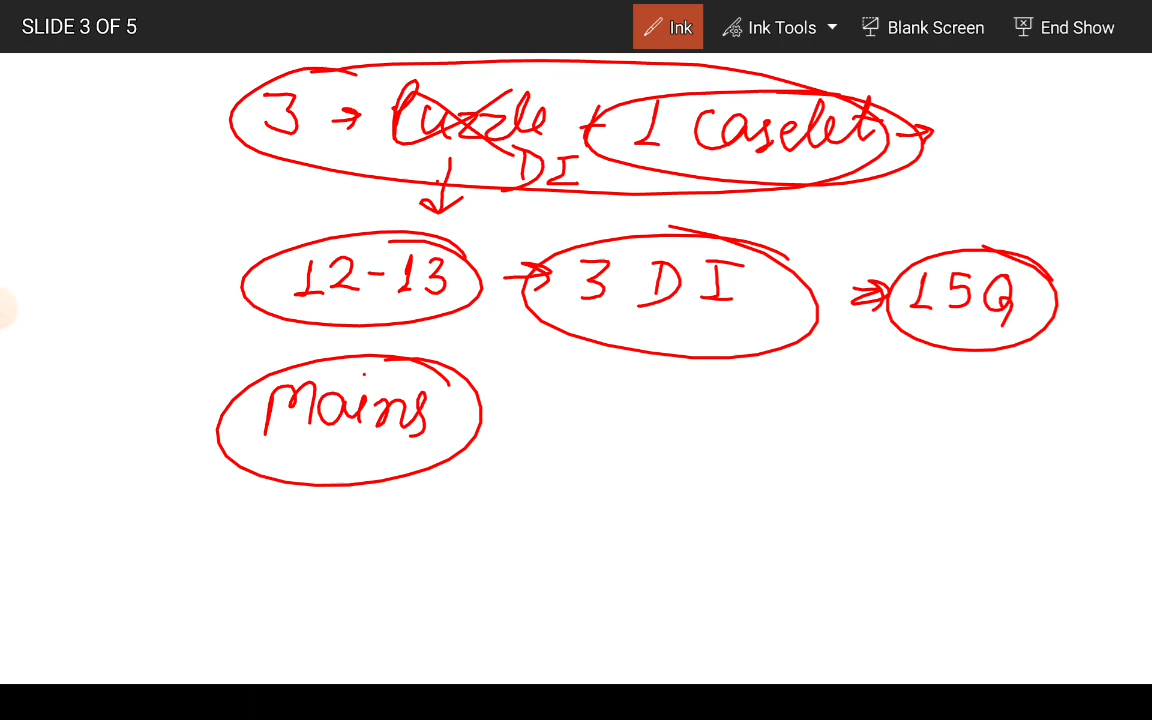 SLIDE 3 OF 5 Ink Ink Tools Blank Screen End Show
3 → Puzzle + 1 Caselet →
DI
12-13 → 3 DI ⇒ 15Q
Mains